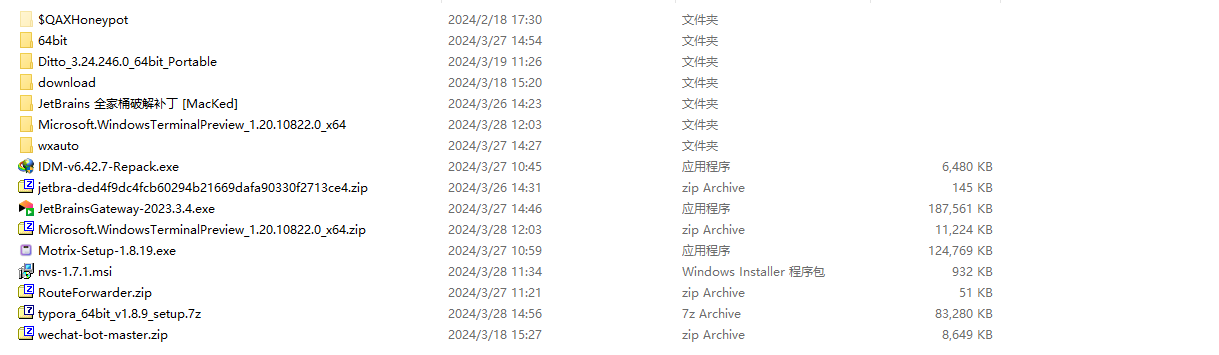 $QAXHoneypot 2024/2/18 17:30 文件夹
64bit 2024/3/27 14:54 文件夹
Ditto_3.24.246.0_64bit_Portable 2024/3/19 11:26 文件夹
download 2024/3/18 15:20 文件夹
JetBrains 全家桶破解补丁 [MacKed] 2024/3/26 14:23 文件夹
Microsoft.WindowsTerminalPreview_1.20.10822.0_x64 2024/3/28 12:03 文件夹
wxauto 2024/3/27 14:27 文件夹
IDM-v6.42.7-Repack.exe 2024/3/27 10:45 应用程序 6,480 KB
jetbra-ded4f9dc4fcb60294b21669dafa90330f2713ce4.zip 2024/3/26 14:31 zip Archive 145 KB
JetBrainsGateway-2023.3.4.exe 2024/3/27 14:46 应用程序 187,561 KB
Microsoft.WindowsTerminalPreview_1.20.10822.0_x64.zip 2024/3/28 12:03 zip Archive 11,224 KB
Motrix-Setup-1.8.19.exe 2024/3/27 10:59 应用程序 124,769 KB
nvs-1.7.1.msi 2024/3/28 11:34 Windows Installer 程序包 932 KB
RouteForwarder.zip 2024/3/27 11:21 zip Archive 51 KB
typora_64bit_v1.8.9_setup.7z 2024/3/28 14:56 7z Archive 83,280 KB
wechat-bot-master.zip 2024/3/18 15:27 zip Archive 8,649 KB